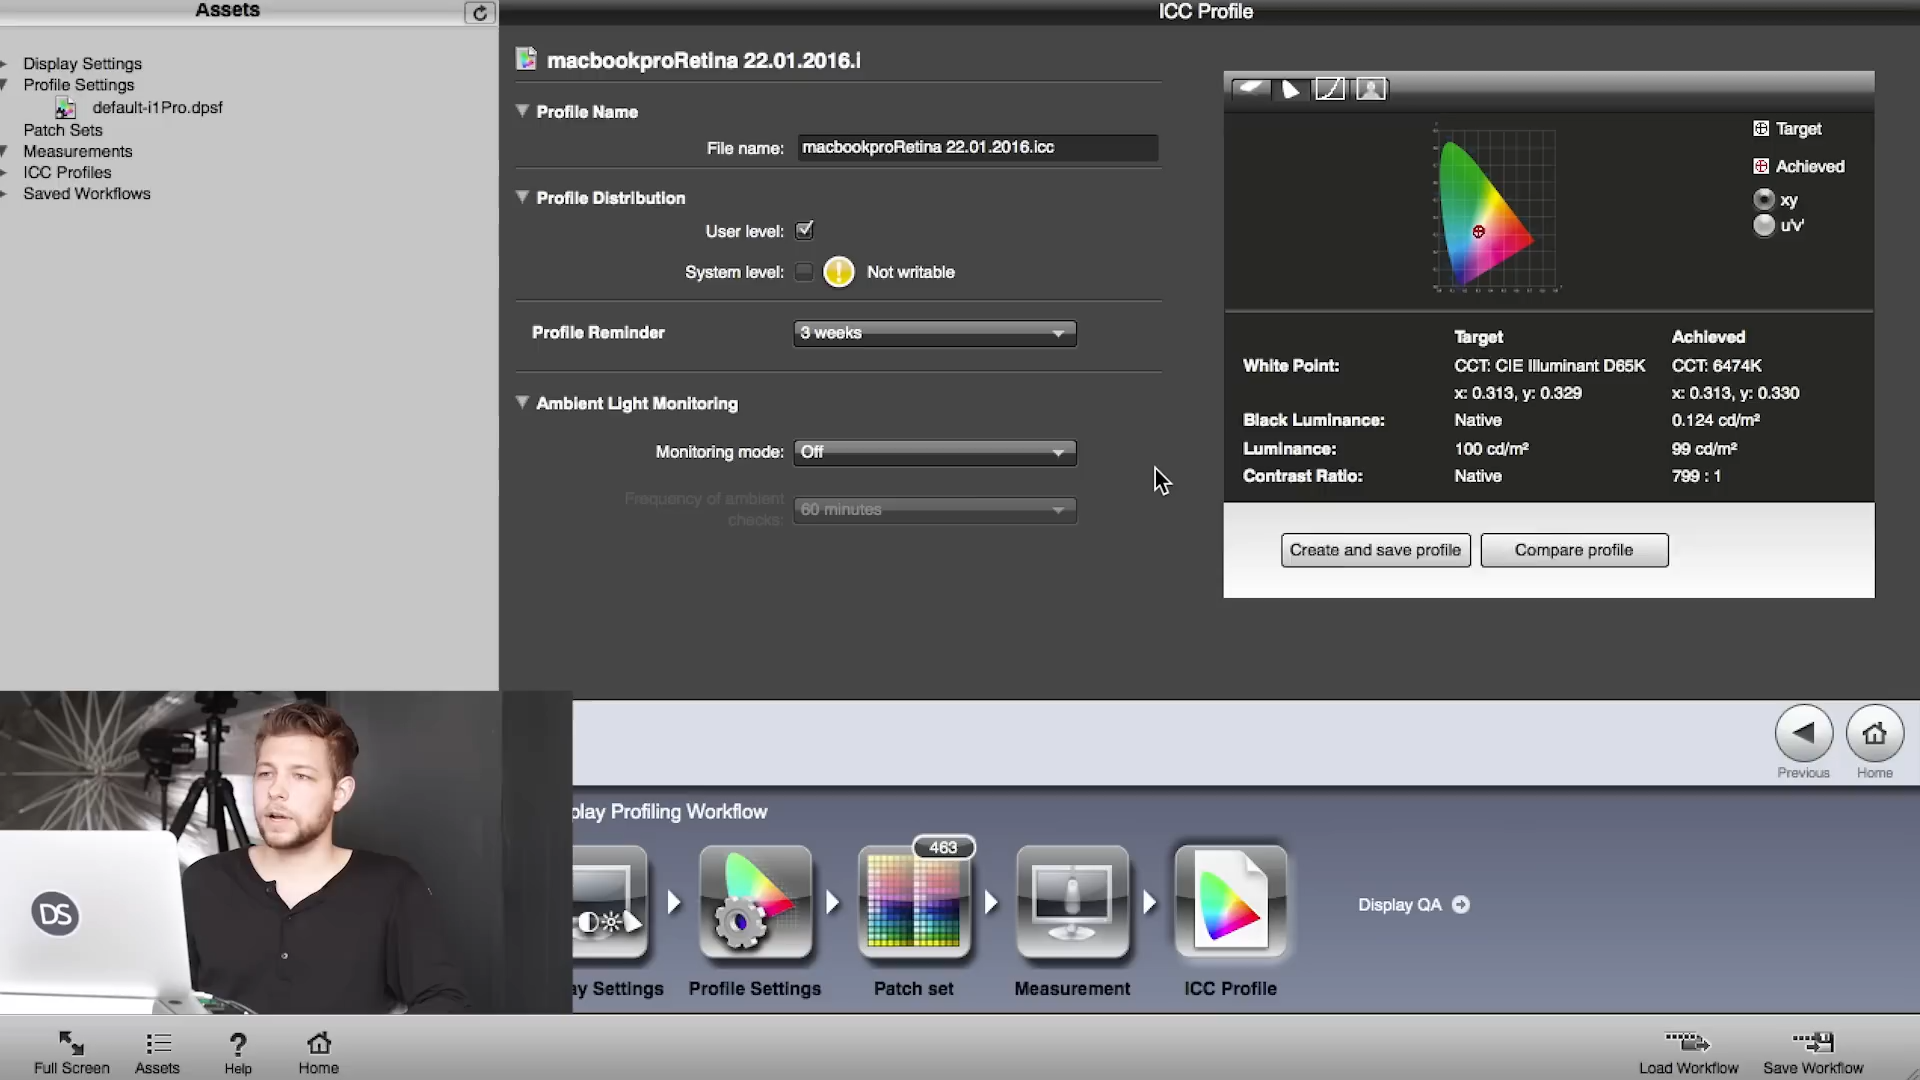 Assets
ICC Profile
Display Settings
Profile Settings
default-i1Pro.dpsf
Patch Sets
Measurements
ICC Profiles
Saved Workflows
macbookproRetina 22.01.2016.i
Profile Name
File name: macbookproRetina 22.01.2016.icc
Profile Distribution
User level:
System level: Not writable
Profile Reminder 3 weeks
Ambient Light Monitoring
Monitoring mode: Off
Frequency of ambient
checks: 60 minutes
Target
Achieved
xy
u'v'
Target Achieved
White Point: CCT: CIE Illuminant D65K CCT: 6474K
x: 0.313, y: 0.329 x: 0.313, y: 0.330
Black Luminance: Native 0.124 cd/m²
Luminance: 100 cd/m² 99 cd/m²
Contrast Ratio: Native 799 : 1
Create and save profile Compare profile
Previous Home
play Profiling Workflow
463
Display QA
ay Settings Profile Settings Patch set Measurement ICC Profile
DS
Full Screen Assets Help Home Load Workflow Save Workflow